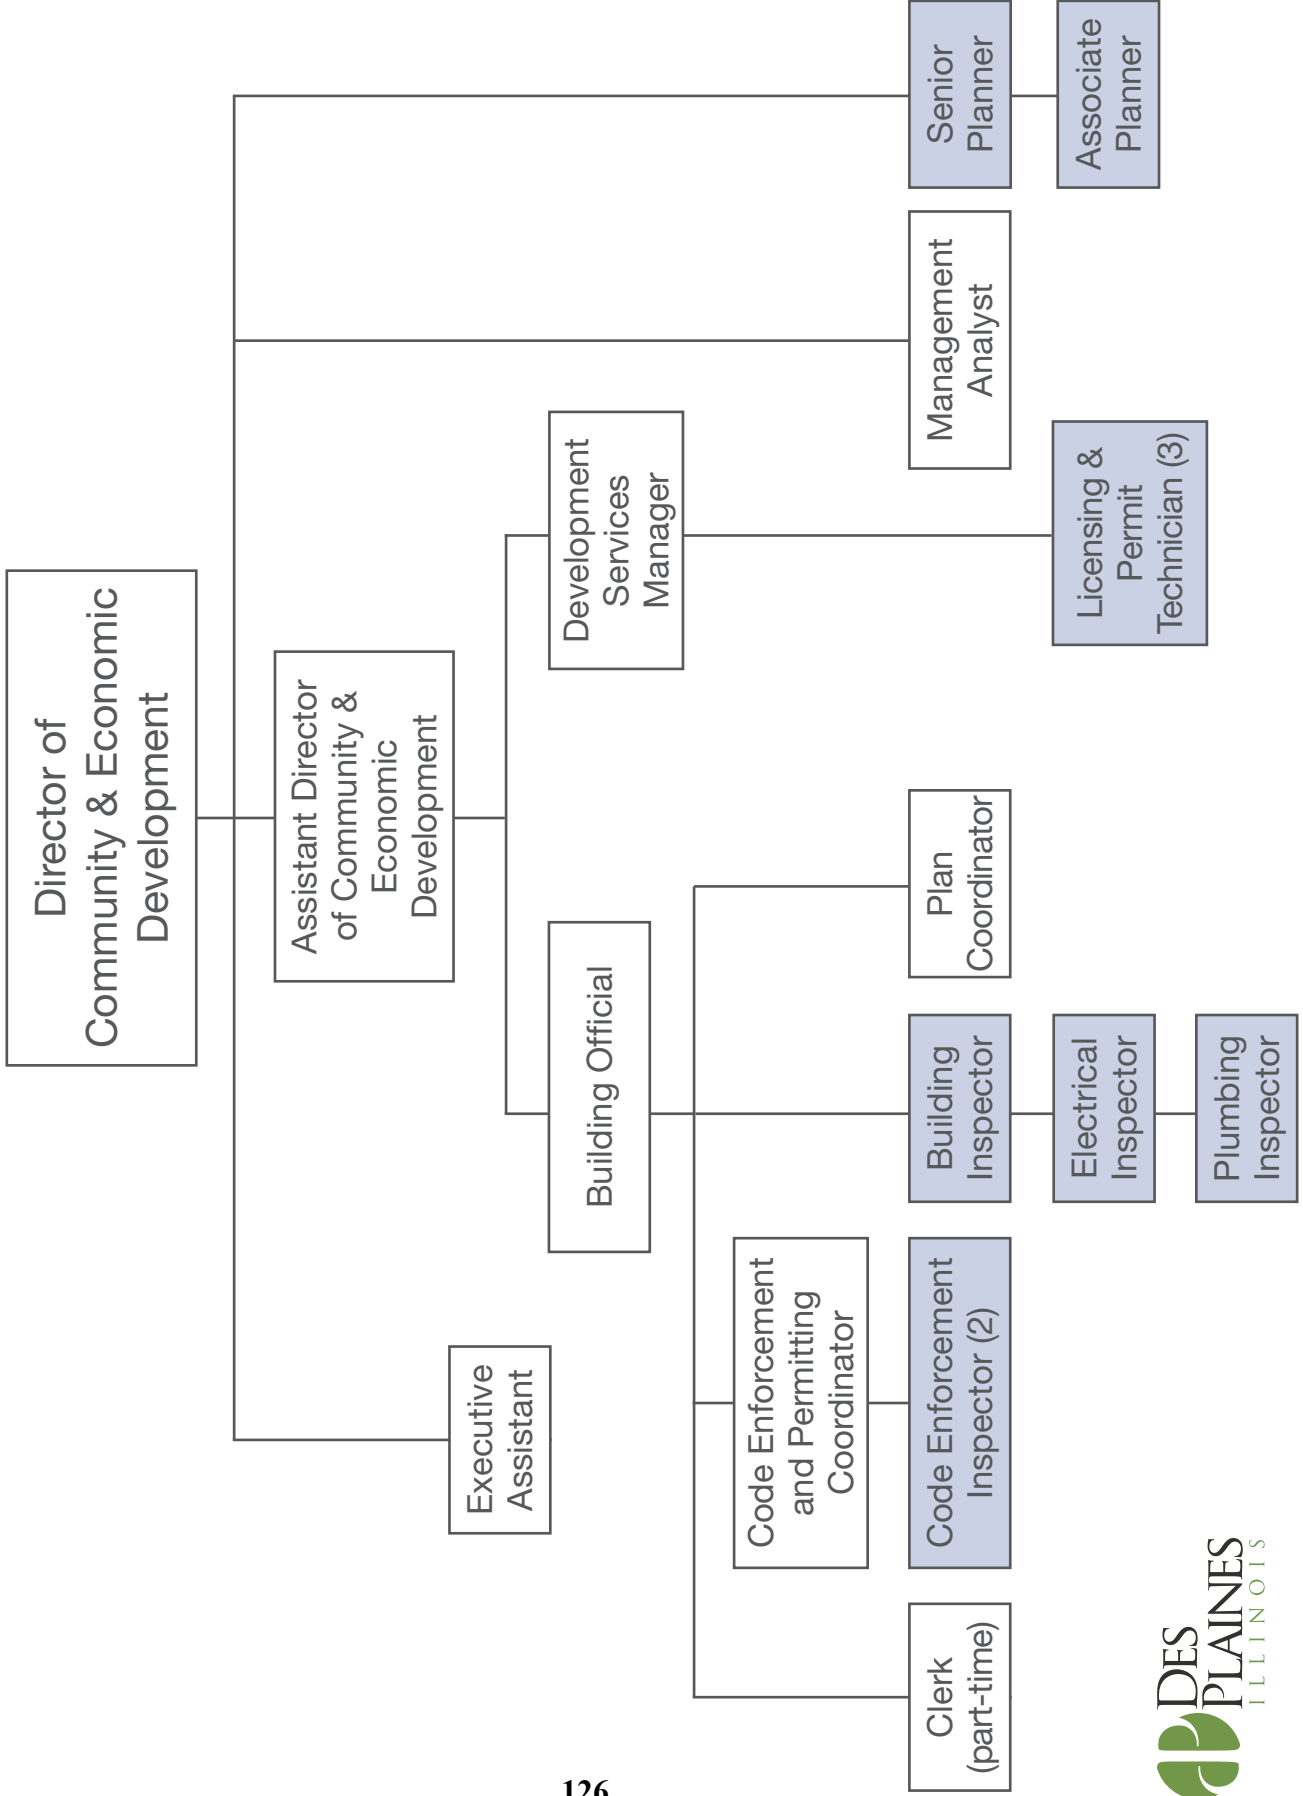 Director of
Community & Economic
Development
Assistant Director
of Community &
Economic
Development
Executive
Assistant
Building Official
Development
Services
Manager
Code Enforcement
and Permitting
Coordinator
Clerk
(part-time)
Code Enforcement
Inspector (2)
Building
Inspector
Plan
Coordinator
Management
Analyst
Senior
Planner
Electrical
Inspector
Licensing &
Permit
Technician (3)
Associate
Planner
Plumbing
Inspector
DES
PLAINES
ILLINOIS
126